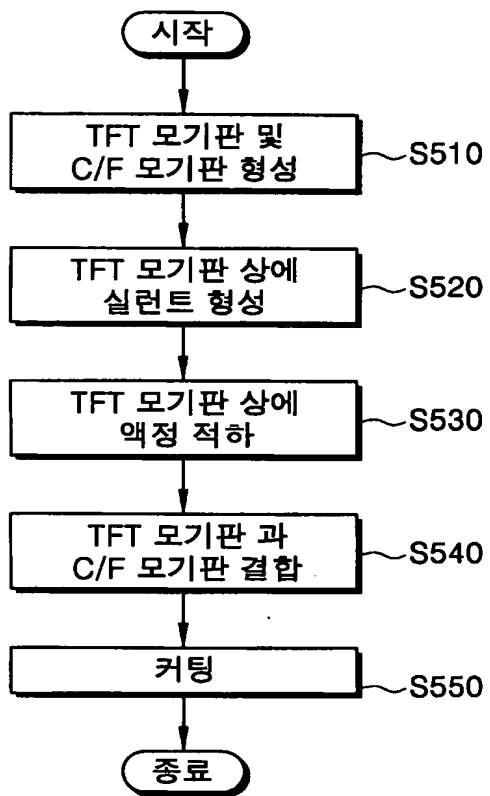 시작
TFT 모기판 및
C/F 모기판 형성
S510
TFT 모기판 상에
실런트 형성
S520
TFT 모기판 상에
액정 적하
S530
TFT 모기판 과
C/F 모기판 결합
S540
커팅
S550
종료